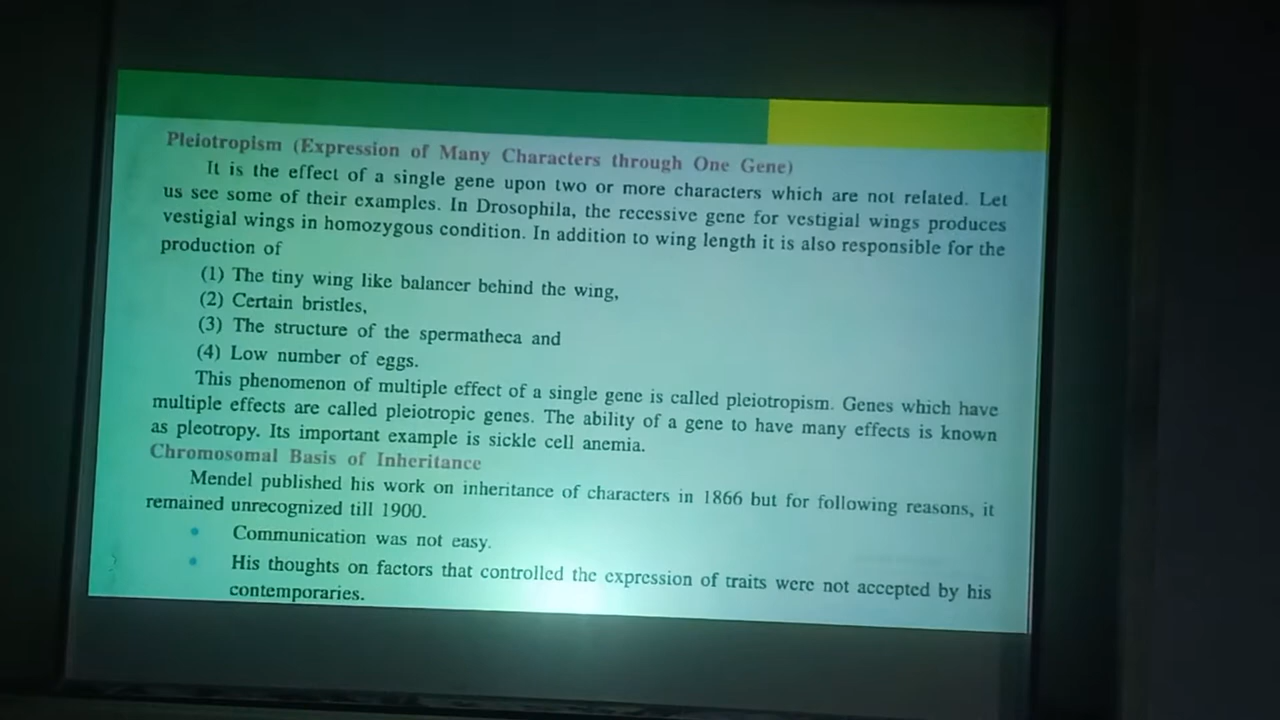 Pleiotropism (Expression of Many Characters through One Gene)
It is the effect of a single gene upon two or more characters which are not related. Let
us see some of their examples. In Drosophila, the recessive gene for vestigial wings produces
vestigial wings in homozygous condition. In addition to wing length it is also responsible for the
production of
(1) The tiny wing like balancer behind the wing,
(2) Certain bristles,
(3) The structure of the spermatheca and
(4) Low number of eggs.
This phenomenon of multiple effect of a single gene is called pleiotropism. Genes which have
multiple effects are called pleiotropic genes. The ability of a gene to have many effects is known
as pleotropy. Its important example is sickle cell anemia.
Chromosomal Basis of Inheritance
Mendel published his work on inheritance of characters in 1866 but for following reasons, it
remained unrecognized till 1900.
• Communication was not easy.
• His thoughts on factors that controlled the expression of traits were not accepted by his
contemporaries.